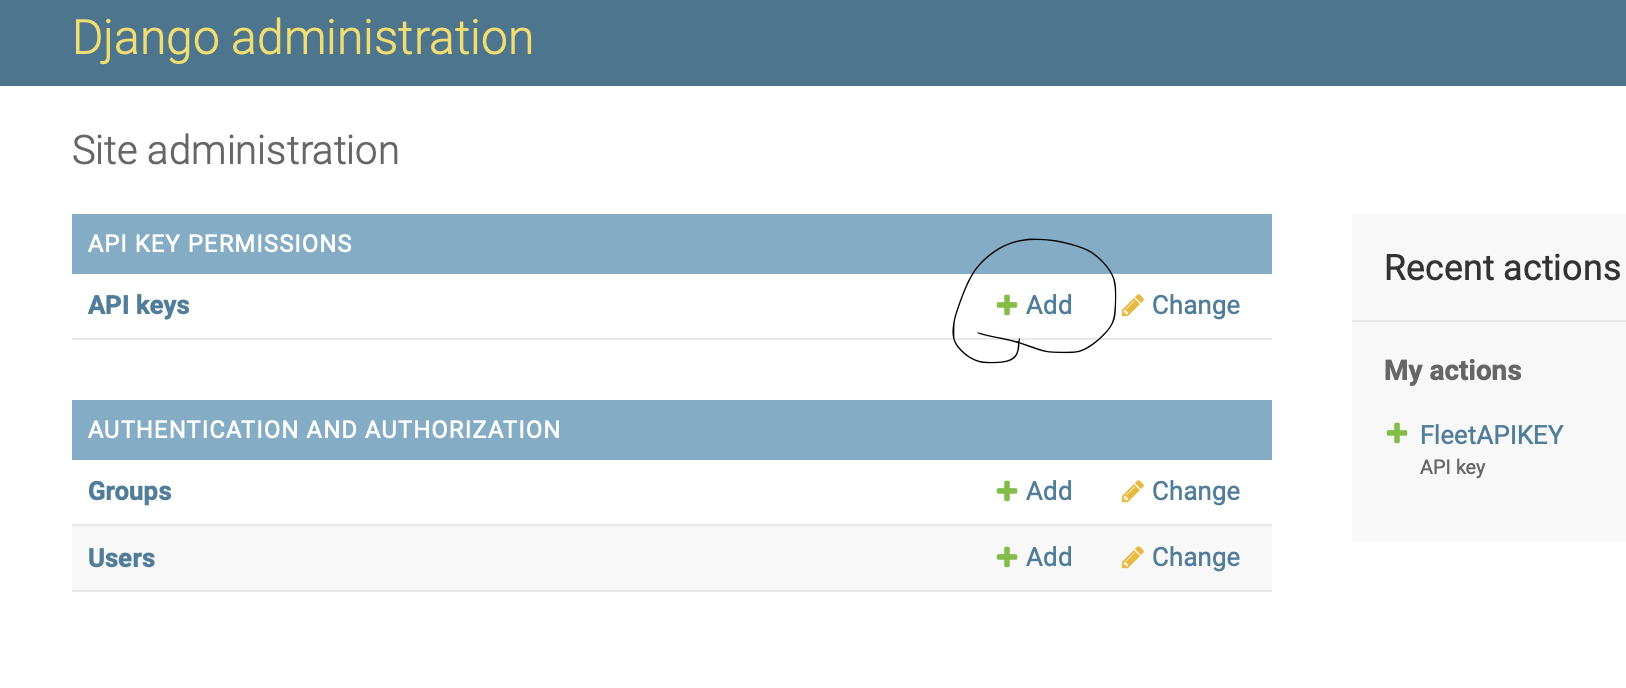 Django administration
Site administration
API KEY PERMISSIONS
API keys Add Change
AUTHENTICATION AND AUTHORIZATION
Groups Add Change
Users Add Change
Recent actions
My actions
FleetAPIKEY
API key